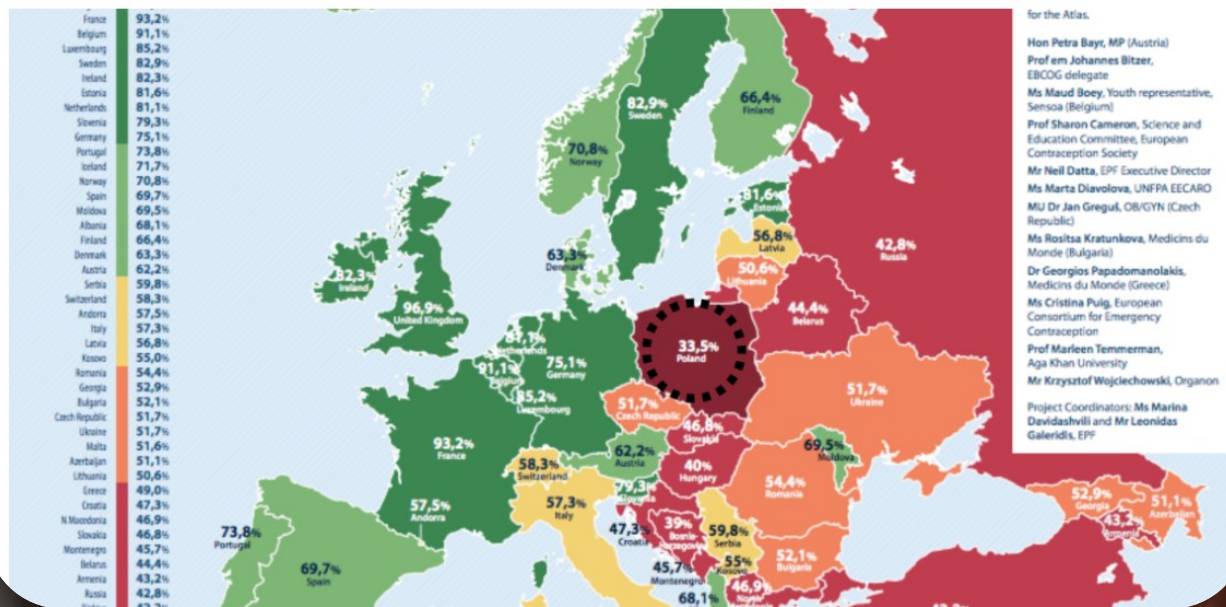 France 93,2%
Belgium 91,1%
Luxembourg 85,2%
Sweden 82,9%
Ireland 82,3%
Estonia 81,6%
Netherlands 81,1%
Slovenia 79,3%
Germany 75,1%
Portugal 73,8%
Iceland 71,7%
Norway 70,8%
Spain 69,7%
Moldova 69,5%
Albania 68,1%
Finland 66,4%
Denmark 63,3%
Austria 62,2%
Serbia 59,8%
Switzerland 58,3%
Andorra 57,5%
Italy 57,3%
Latvia 56,8%
Kosovo 55,0%
Romania 54,4%
Georgia 52,9%
Bulgaria 52,1%
Czech Republic 51,7%
Ukraine 51,7%
Malta 51,6%
Azerbaijan 51,1%
Lithuania 50,6%
Greece 49,0%
Croatia 47,3%
N Macedonia 46,9%
Slovakia 46,8%
Montenegro 45,7%
Belarus 44,4%
Armenia 43,2%
Russia 42,8%
82,9%
Sweden
66,4%
Finland
70,8%
Norway
81,6%
Estonia
56,8%
Latvia
63,3%
Denmark
50,6%
Lithuania
42,8%
Russia
82,3%
Ireland
96,9%
United Kingdom
44,4%
Belarus
33,5%
Poland
81,1%
Netherlands
75,1%
Germany
91,1%
Belgium
85,2%
Luxembourg
51,7%
Czech Republic
51,7%
Ukraine
46,8%
Slovakia
93,2%
France
62,2%
Austria
69,5%
Moldova
58,3%
Switzerland
40%
Hungary
79,3%
Slovenia
54,4%
Romania
57,5%
Andorra
57,3%
Italy
52,9%
Georgia
51,1%
Azerbaijan
43,2
Armenia
47,3%
Croatia
39%
Bosnia-
Herzegovina
59,8%
Serbia
73,8%
Portugal
69,7%
Spain
45,7%
Montenegro
55%
Kosovo
52,1%
Bulgaria
46,9%
North
68,1%
for the Atlas.
Hon Petra Bayr, MP (Austria)
Prof em Johannes Bitzer,
EBCOG delegate
Ms Maud Boey, Youth representative,
Sensoa (Belgium)
Prof Sharon Cameron, Science and
Education Committee, European
Contraception Society
Mr Neil Datta, EPF Executive Director
Ms Marta Diavolova, UNFPA EECARO
MU Dr Jan Greguš, OB/GYN (Czech
Republic)
Ms Rositsa Kratunkova, Medicins du
Monde (Bulgaria)
Dr Georgios Papadomanolakis,
Medicins du Monde (Greece)
Ms Cristina Puig, European
Consortium for Emergency
Contraception
Prof Marleen Temmerman,
Aga Khan University
Mr Krzysztof Wojciechowski, Organon
Project Coordinators: Ms Marina
Davidashvili and Mr Leonidas
Galeridis, EPF